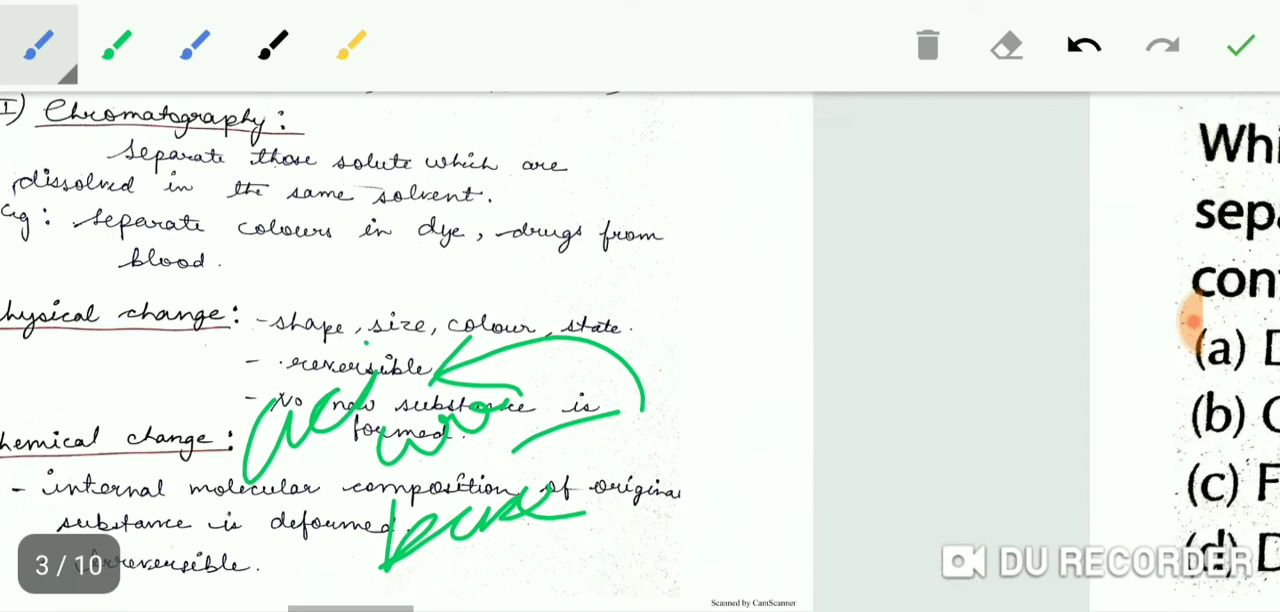 I) Chromatography:
Separate those solute which are
dissolved in the same solvent.
Eg: Separate colours in dye, drugs from
blood.
hysical change: - shape, size, colour, state.
- reversible
- No new substance is
formed.
hemical change:
- internal molecular composition of origina
substance is deformed.
irreversible.
3 / 10
Scanned by CamScanner
Whi
sep
con
(a) D
(b) C
(c) F
(d) D
DU RECORDER